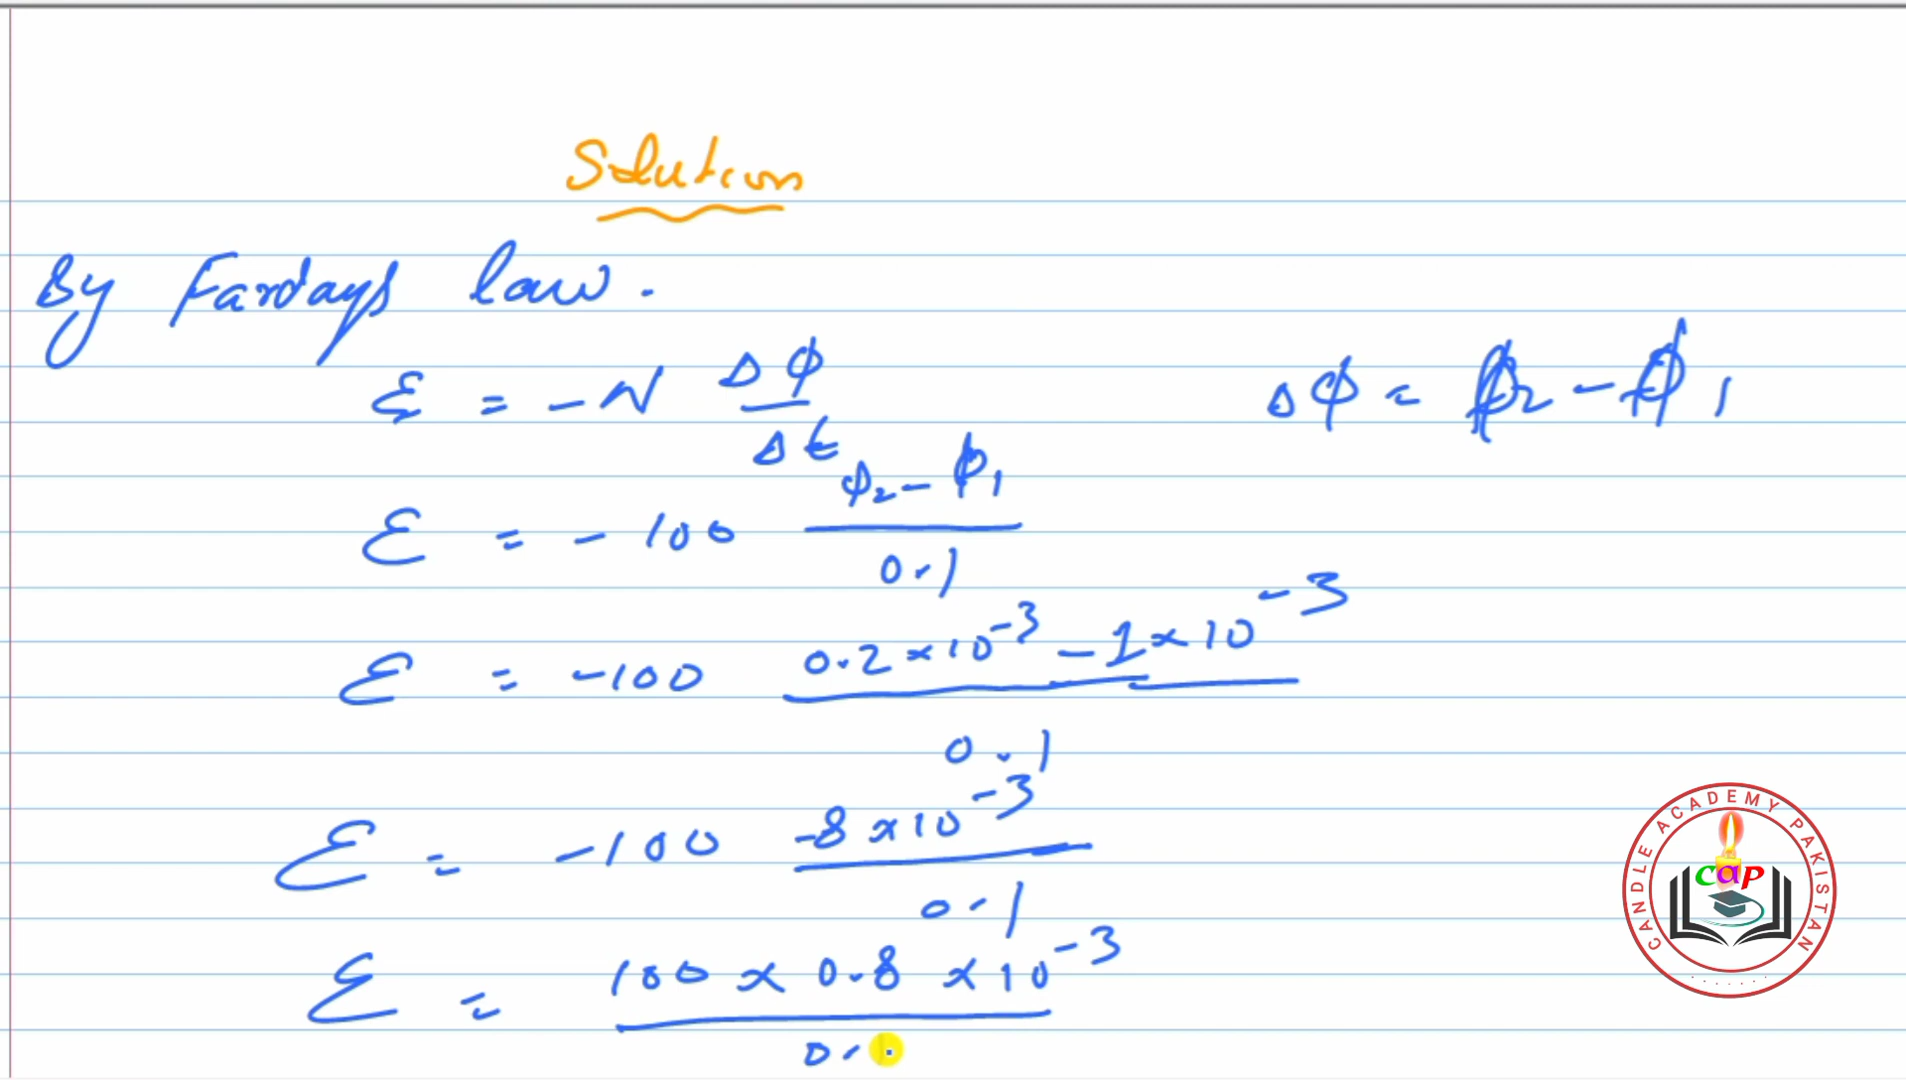 Solution
By Fardays law.
ε = -N Δϕ/Δt
Δϕ = ϕ2 - ϕ1
ε = - 100 ϕ2 - ϕ1/0.1
ε = -100 0.2 × 10^-3 - 1 × 10^-3/0.1
ε = -100 -8 × 10^-3/0.1
ε = 100 × 0.8 × 10^-3/0.1
CANDLE ACADEMY PAKISTAN
CAP